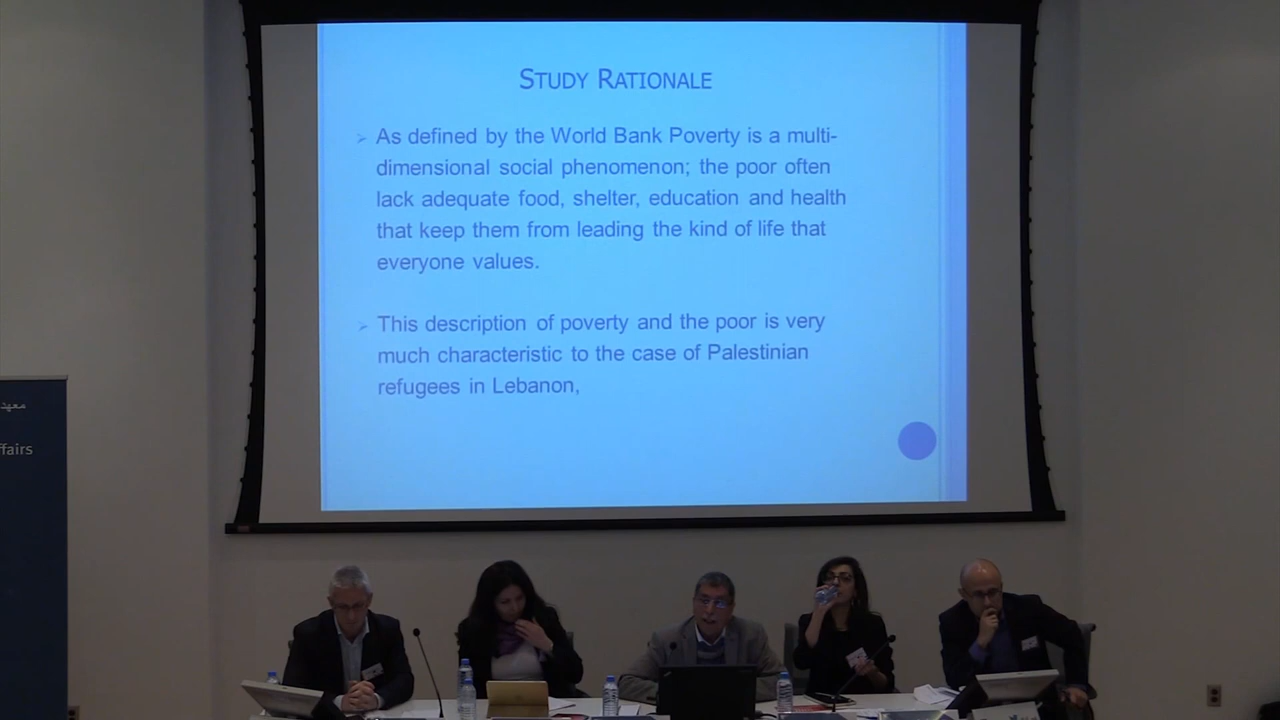 STUDY RATIONALE
As defined by the World Bank Poverty is a multi-
dimensional social phenomenon; the poor often
lack adequate food, shelter, education and health
that keep them from leading the kind of life that
everyone values.
This description of poverty and the poor is very
much characteristic to the case of Palestinian
refugees in Lebanon,
معهد
ffairs